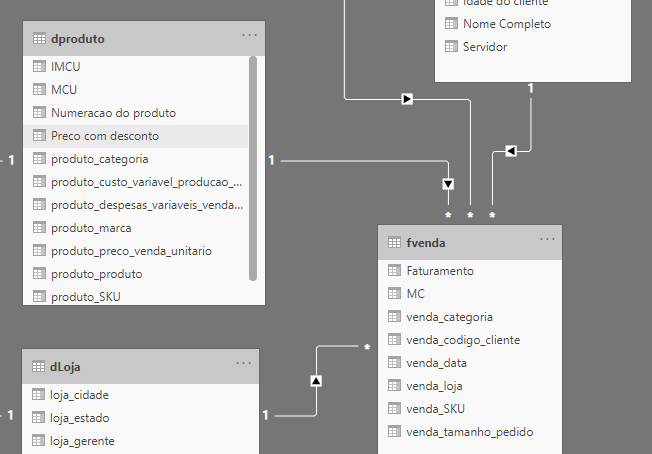 Idade do cliente
Nome Completo
Servidor
1
dproduto
IMCU
MCU
Numeracao do produto
Preco com desconto
produto_categoria
produto_custo_variavel_producao_...
produto_despesas_variaveis_venda...
produto_marca
produto_preco_venda_unitario
produto_produto
produto_SKU
1
1
* * *
fvenda
Faturamento
MC
venda_categoria
venda_codigo_cliente
venda_data
venda_loja
venda_SKU
venda_tamanho_pedido
*
dLoja
loja_cidade
loja_estado
loja_gerente
1
1